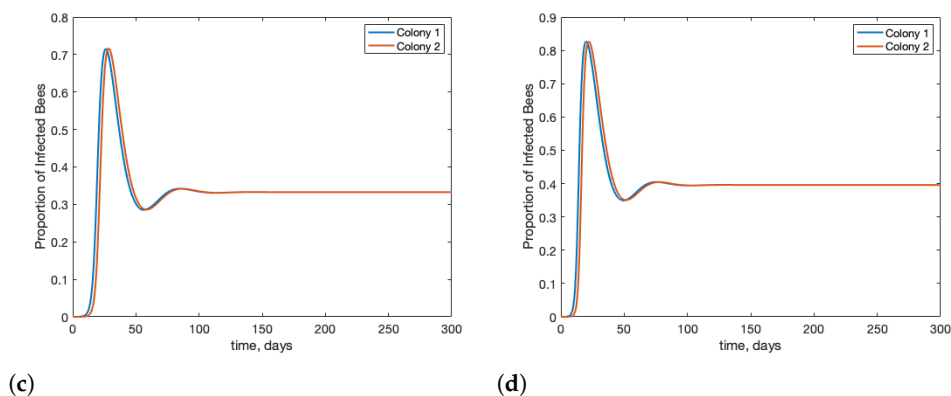 0.8
0.7
0.6
0.5
0.4
0.3
0.2
0.1
0
Proportion of Infected Bees
Colony 1
Colony 2
0 50 100 150 200 250 300
time, days
(c)
0.9
0.8
0.7
0.6
0.5
0.4
0.3
0.2
0.1
0
Proportion of Infected Bees
Colony 1
Colony 2
0 50 100 150 200 250 300
time, days
(d)